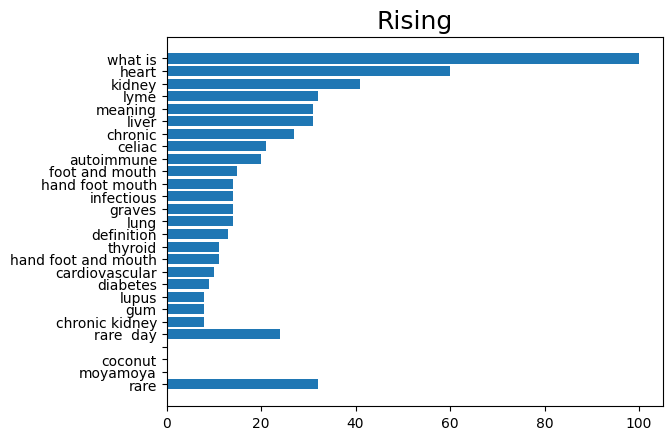 Rising
what is
heart
kidney
lyme
meaning
liver
chronic
celiac
autoimmune
foot and mouth
hand foot mouth
infectious
graves
lung
definition
thyroid
hand foot and mouth
cardiovascular
diabetes
lupus
gum
chronic kidney
rare  day
coconut
moyamoya
rare
0 20 40 60 80 100